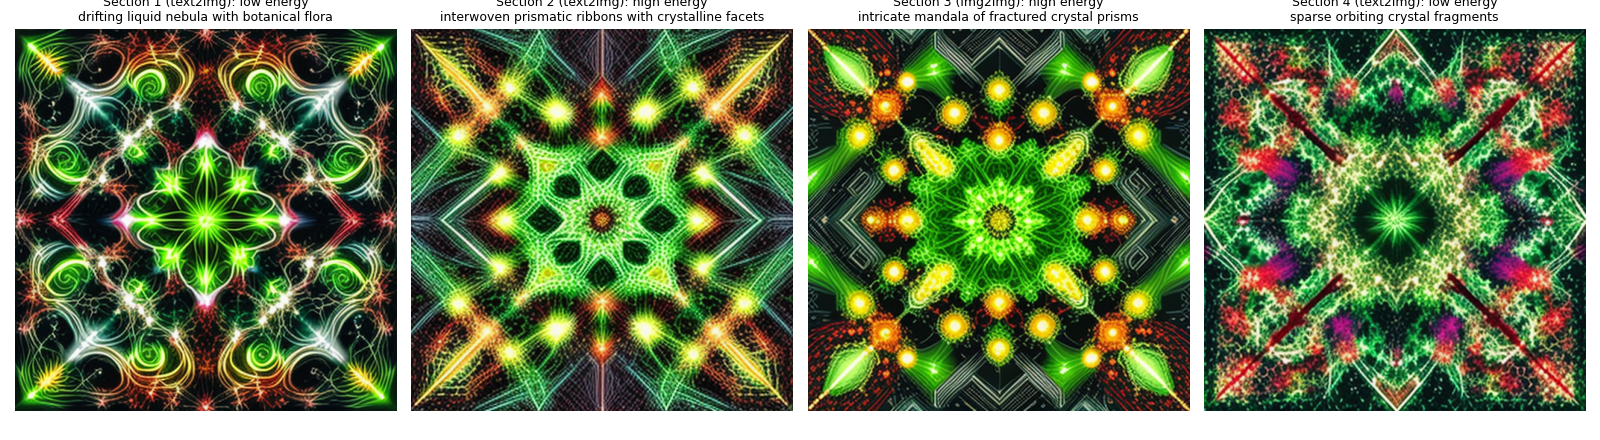 Section 1 (text2img): low energy
drifting liquid nebula with botanical flora
Section 2 (text2img): high energy
interwoven prismatic ribbons with crystalline facets
Section 3 (img2img): high energy
intricate mandala of fractured crystal prisms
Section 4 (text2img): low energy
sparse orbiting crystal fragments